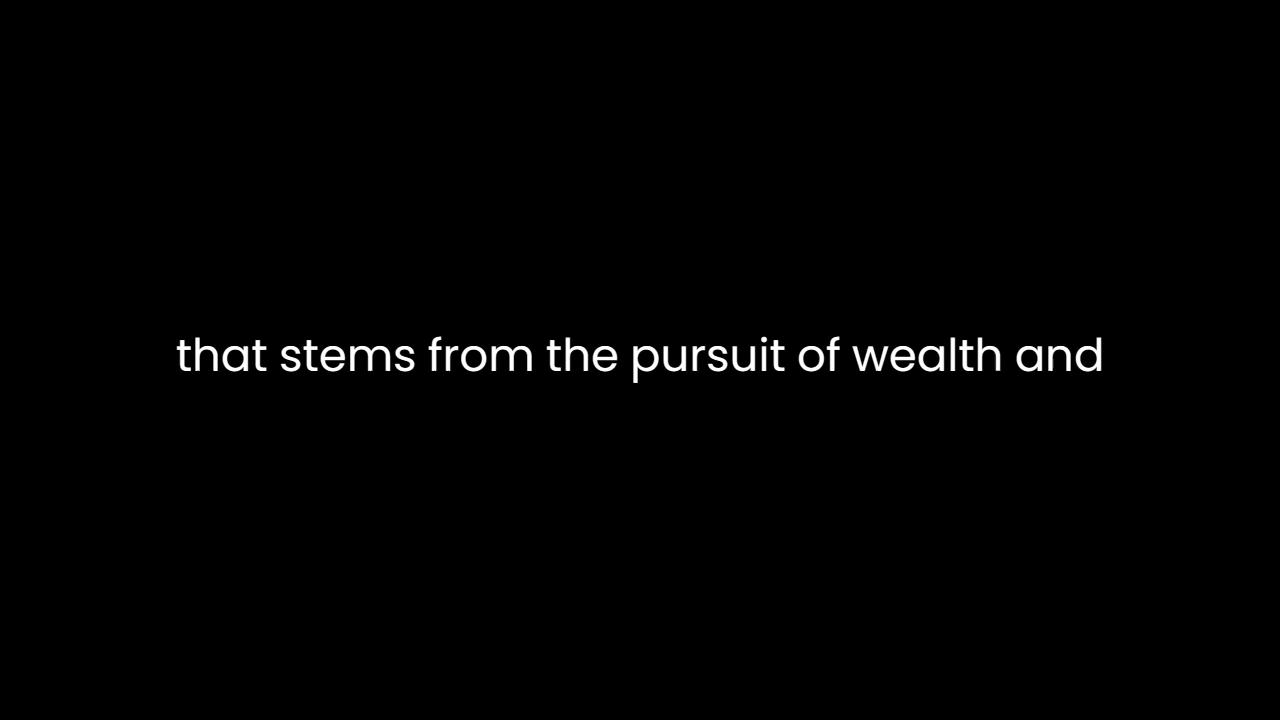 that stems from the pursuit of wealth and